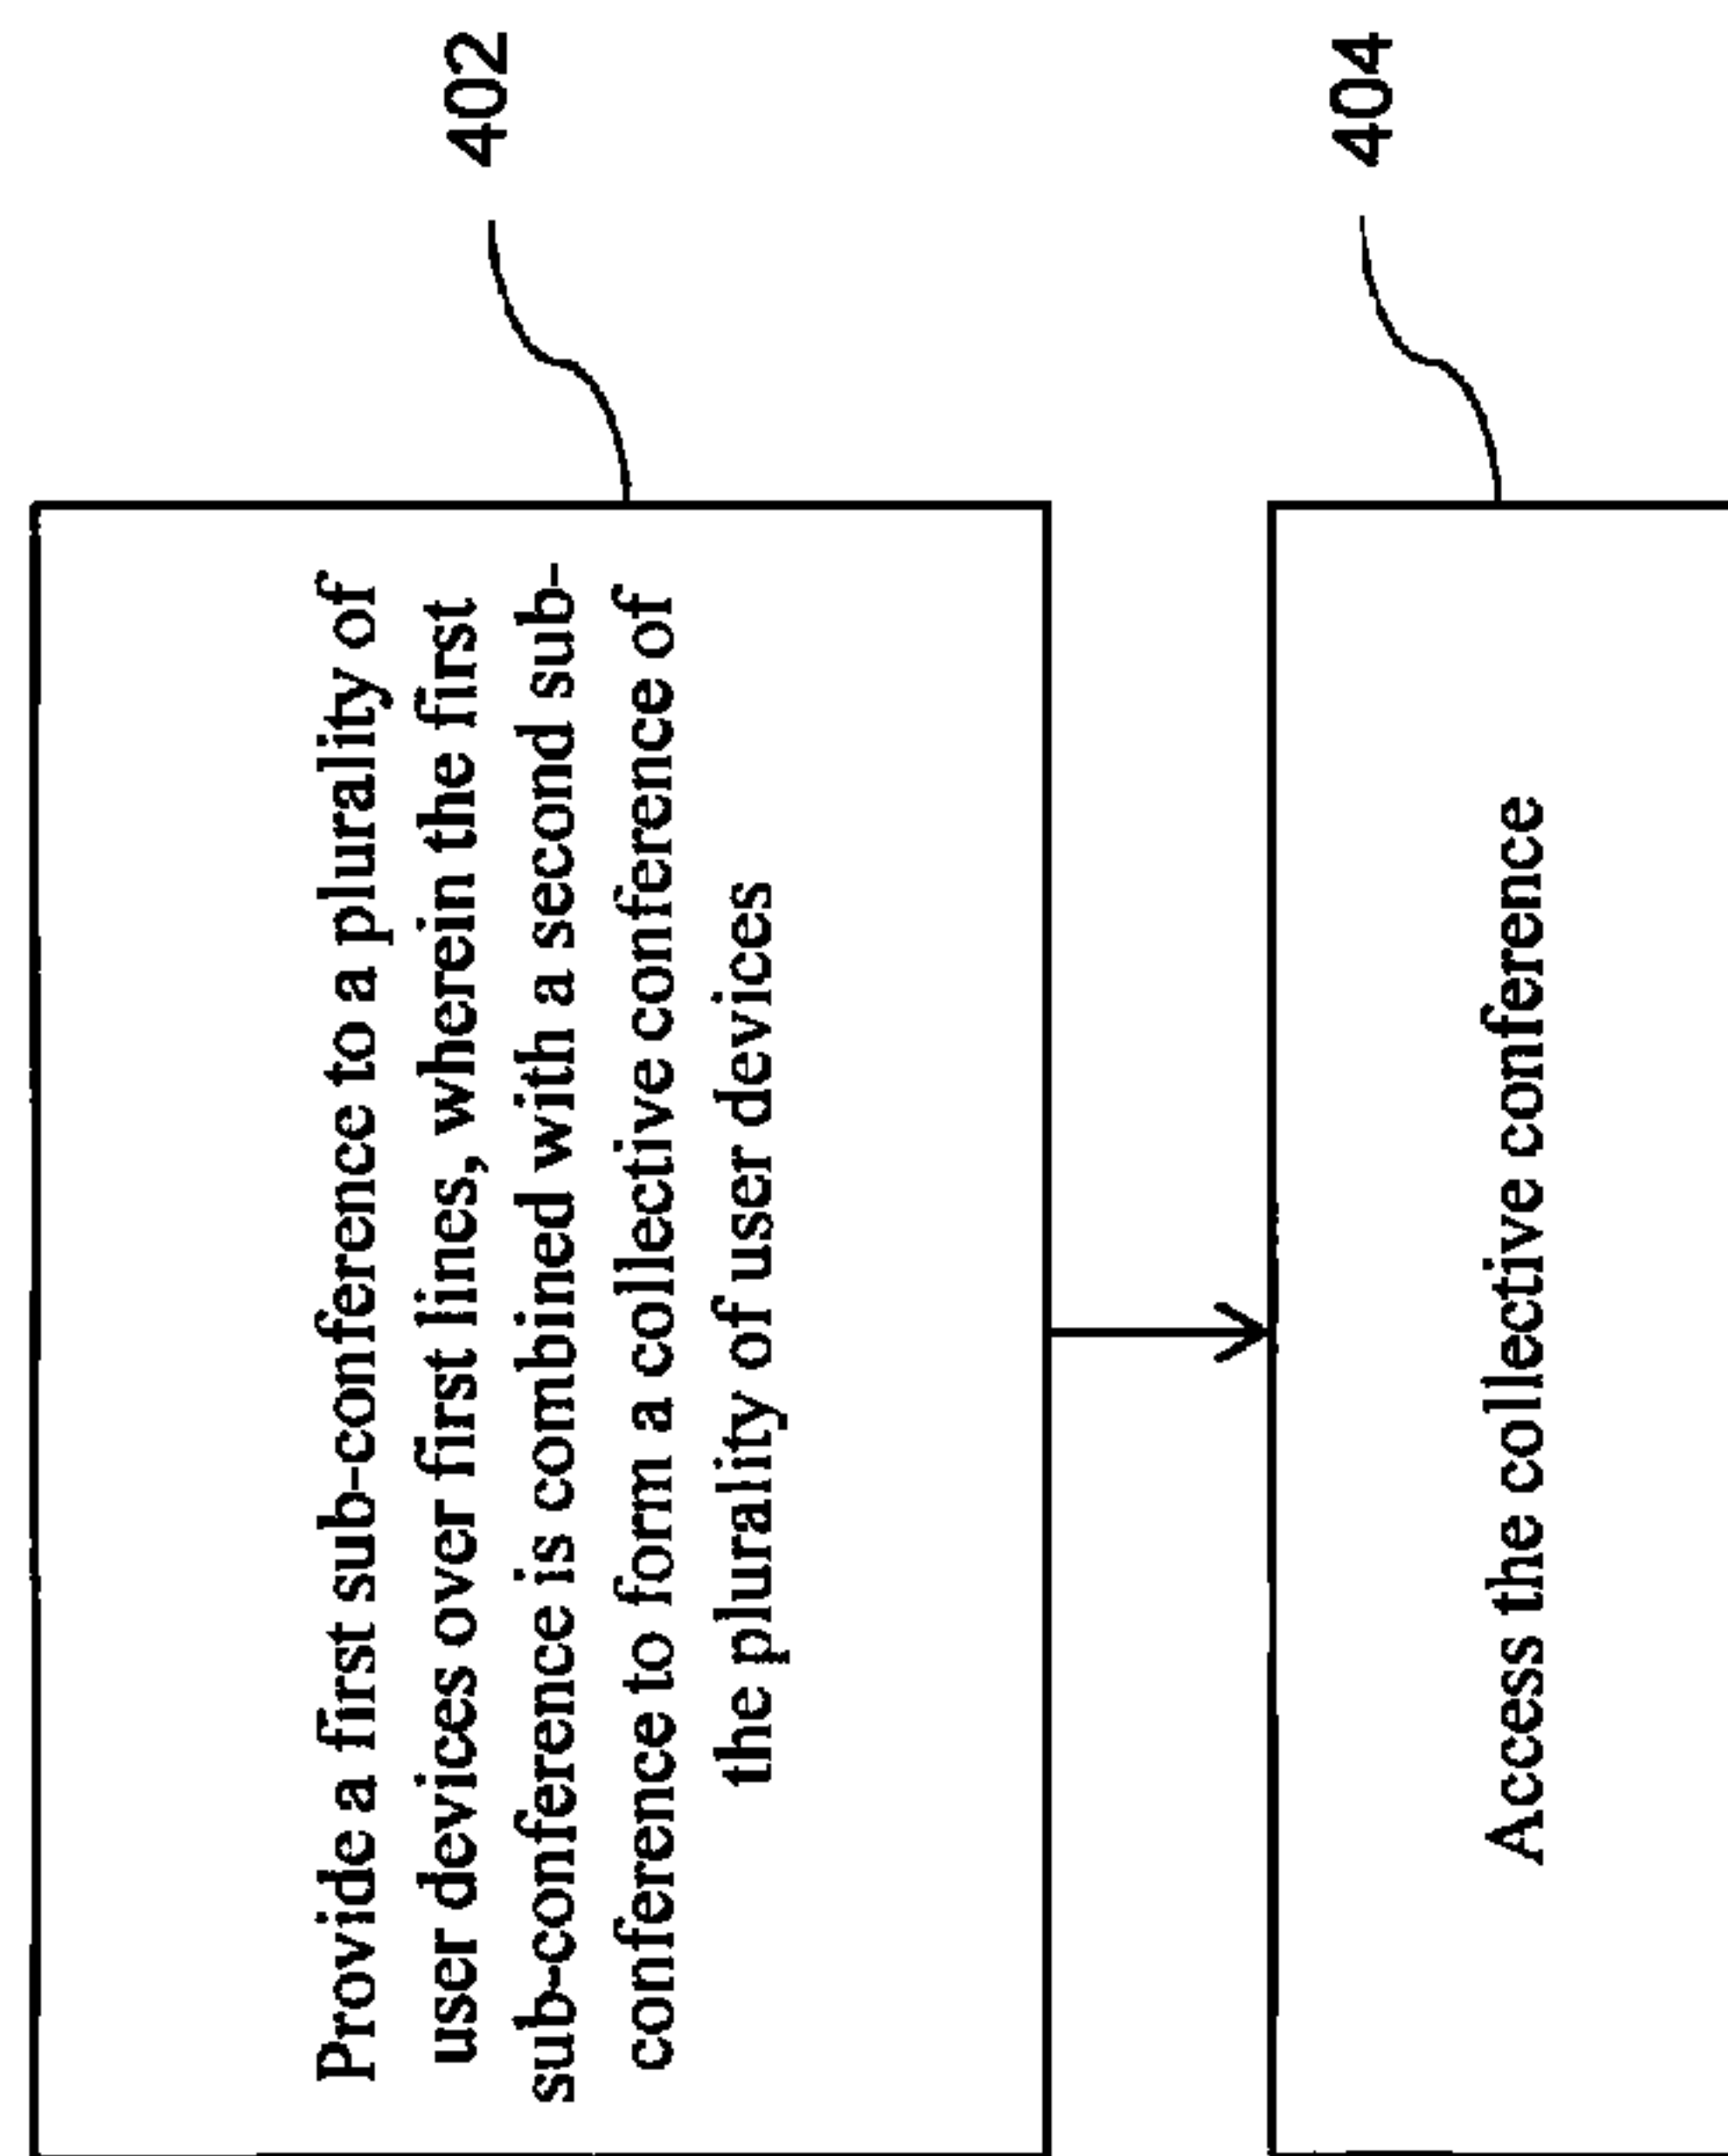 Provide a first sub-conference to a plurality of
user devices over first lines, wherein the first
sub-conference is combined with a second sub-
conference to form a collective conference of
the plurality of user devices
402
Access the collective conference
404